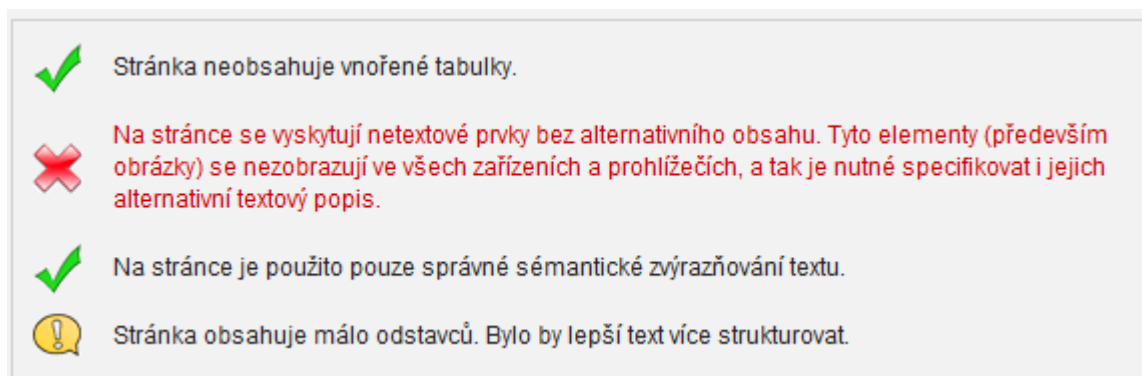 Stránka neobsahuje vnořené tabulky.
Na stránce se vyskytují netextové prvky bez alternativního obsahu. Tyto elementy (především
obrázky) se nezobrazují ve všech zařízeních a prohlížečích, a tak je nutné specifikovat i jejich
alternativní textový popis.
Na stránce je použito pouze správné sémantické zvýrazňování textu.
Stránka obsahuje málo odstavců. Bylo by lepší text více strukturovat.